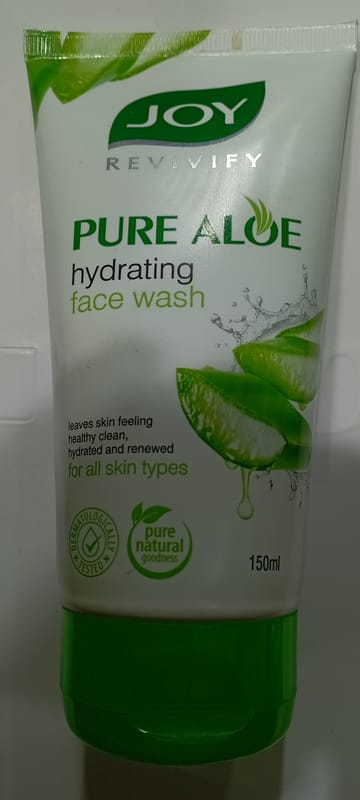 JOY
REVIVIFY
PURE ALOE
hydrating
face wash
leaves skin feeling
healthy clean,
hydrated and renewed
for all skin types
DERMATOLOGICALLY
TESTED
pure
natural
goodness
150ml